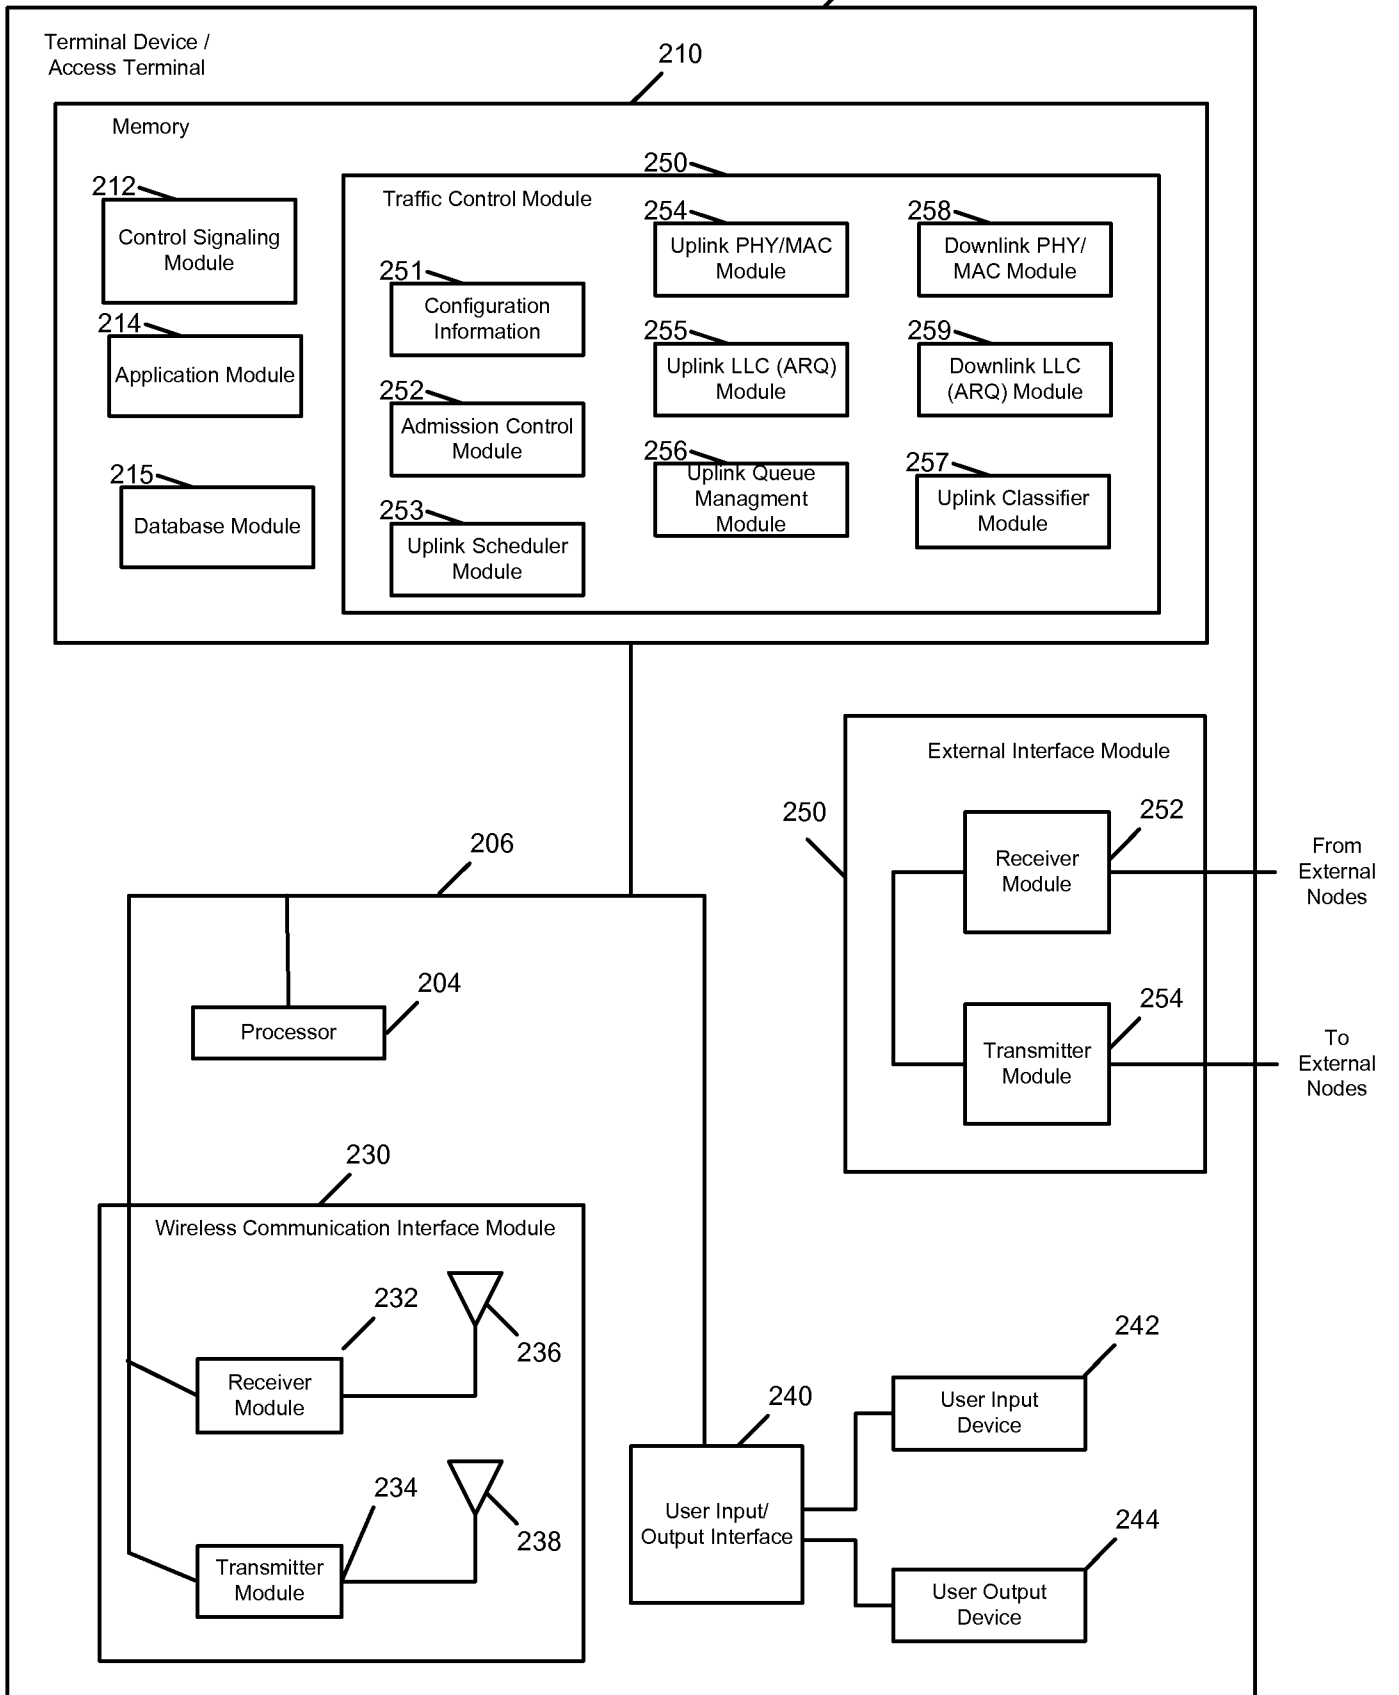 Terminal Device /
Access Terminal
210
Memory
212
Control Signaling
Module
214
Application Module
215
Database Module
250
Traffic Control Module
251
Configuration
Information
252
Admission Control
Module
253
Uplink Scheduler
Module
254
Uplink PHY/MAC
Module
255
Uplink LLC (ARQ)
Module
256
Uplink Queue
Managment
Module
258
Downlink PHY/
MAC Module
259
Downlink LLC
(ARQ) Module
257
Uplink Classifier
Module
206
204
Processor
250
External Interface Module
252
Receiver
Module
From
External
Nodes
254
Transmitter
Module
To
External
Nodes
230
Wireless Communication Interface Module
232
Receiver
Module
236
234
Transmitter
Module
238
240
User Input/
Output Interface
242
User Input
Device
244
User Output
Device